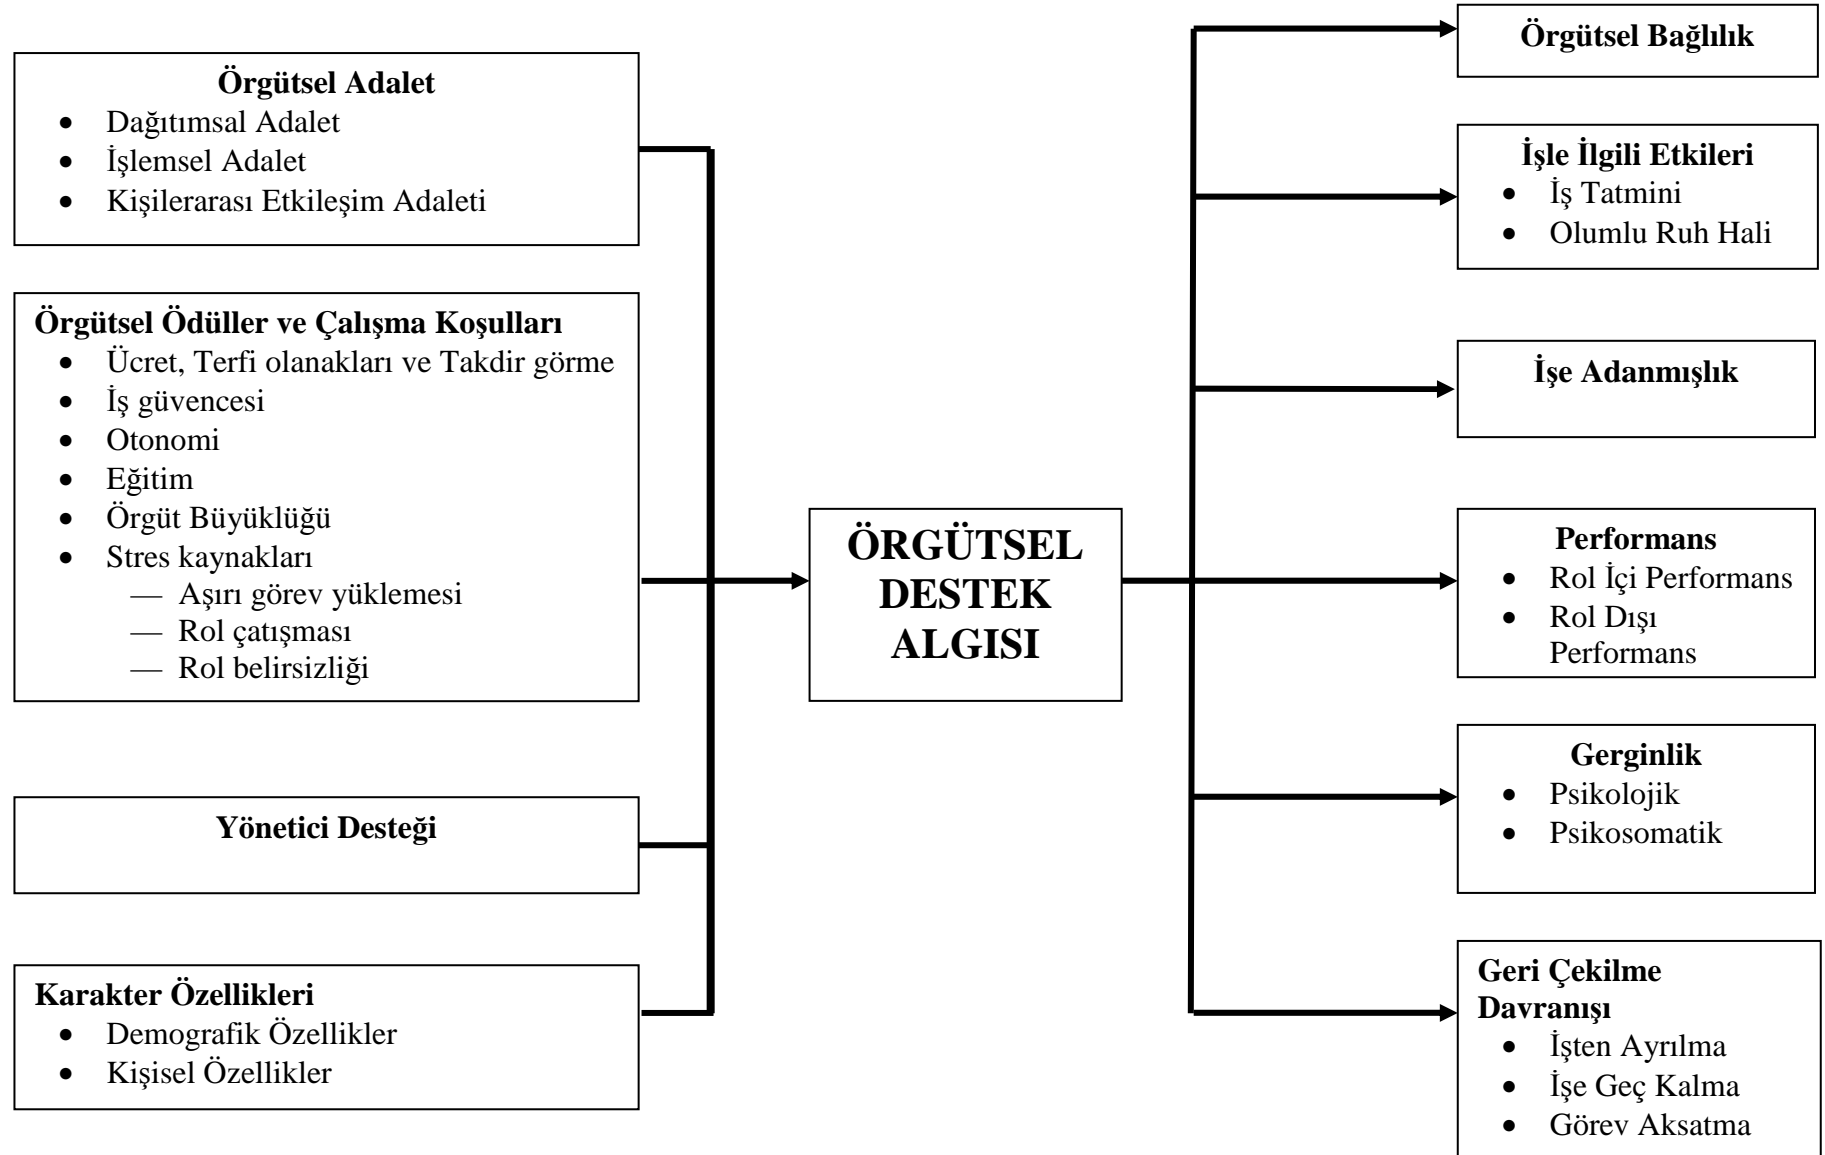 Örgütsel Adalet
• Dağıtımsal Adalet
• İşlemsel Adalet
• Kişilerarası Etkileşim Adaleti
Örgütsel Ödüller ve Çalışma Koşulları
• Ücret, Terfi olanakları ve Takdir görme
• İş güvencesi
• Otonomi
• Eğitim
• Örgüt Büyüklüğü
• Stres kaynakları
— Aşırı görev yüklemesi
— Rol çatışması
— Rol belirsizliği
Yönetici Desteği
Karakter Özellikleri
• Demografik Özellikler
• Kişisel Özellikler
ÖRGÜTSEL
DESTEK
ALGISI
Örgütsel Bağlılık
İşle İlgili Etkileri
• İş Tatmini
• Olumlu Ruh Hali
İşe Adanmışlık
Performans
• Rol İçi Performans
• Rol Dışı
Performans
Gerginlik
• Psikolojik
• Psikosomatik
Geri Çekilme
Davranışı
• İşten Ayrılma
• İşe Geç Kalma
• Görev Aksatma